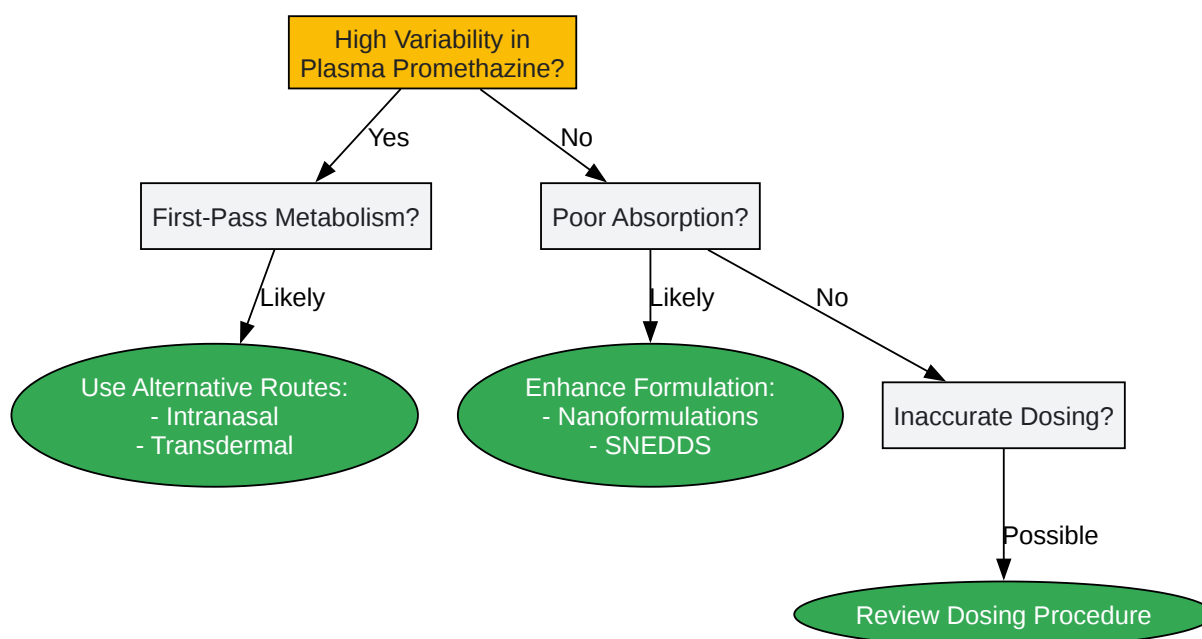 High Variability in
Plasma Promethazine?
Yes
No
First-Pass Metabolism?
Poor Absorption?
Likely
Likely
No
Use Alternative Routes:
- Intranasal
- Transdermal
Enhance Formulation:
- Nanoformulations
- SNEDDS
Inaccurate Dosing?
Possible
Review Dosing Procedure